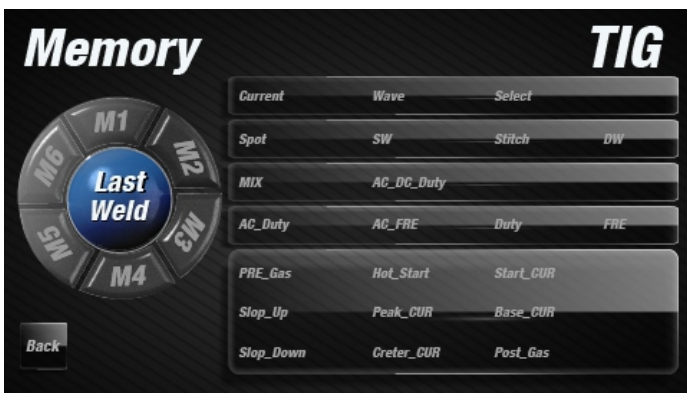 Memory TIG
Current Wave Select
M1
M6 M2
Spot SW Stitch DW
Last
Weld
MIX AC_DC_Duty
AC_Duty AC_FRE Duty FRE
M5 M3
M4
PRE_Gas Hot_Start Start_CUR
Slop_Up Peak_CUR Base_CUR
Back
Slop_Down Creter_CUR Post_Gas